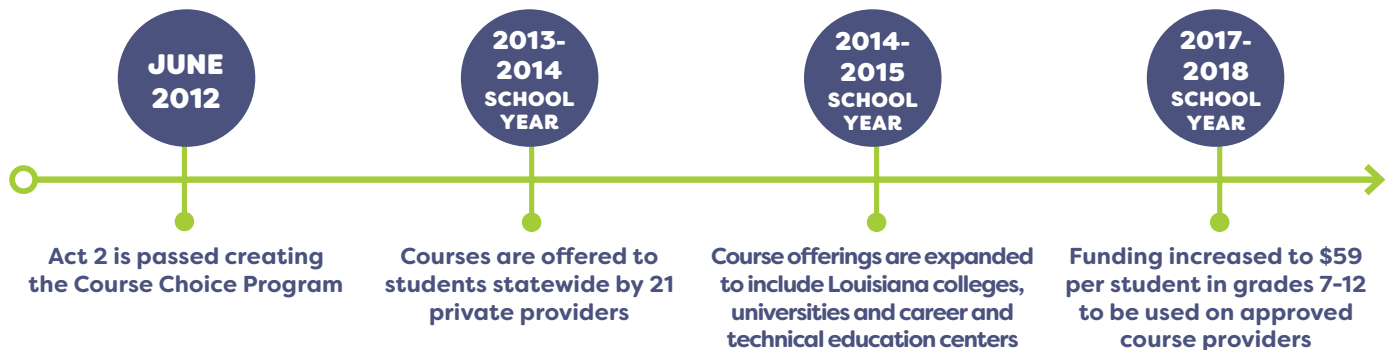 JUNE
2012
2013-
2014
SCHOOL
YEAR
2014-
2015
SCHOOL
YEAR
2017-
2018
SCHOOL
YEAR
Act 2 is passed creating
the Course Choice Program
Courses are offered to
students statewide by 21
private providers
Course offerings are expanded
to include Louisiana colleges,
universities and career and
technical education centers
Funding increased to $59
per student in grades 7-12
to be used on approved
course providers